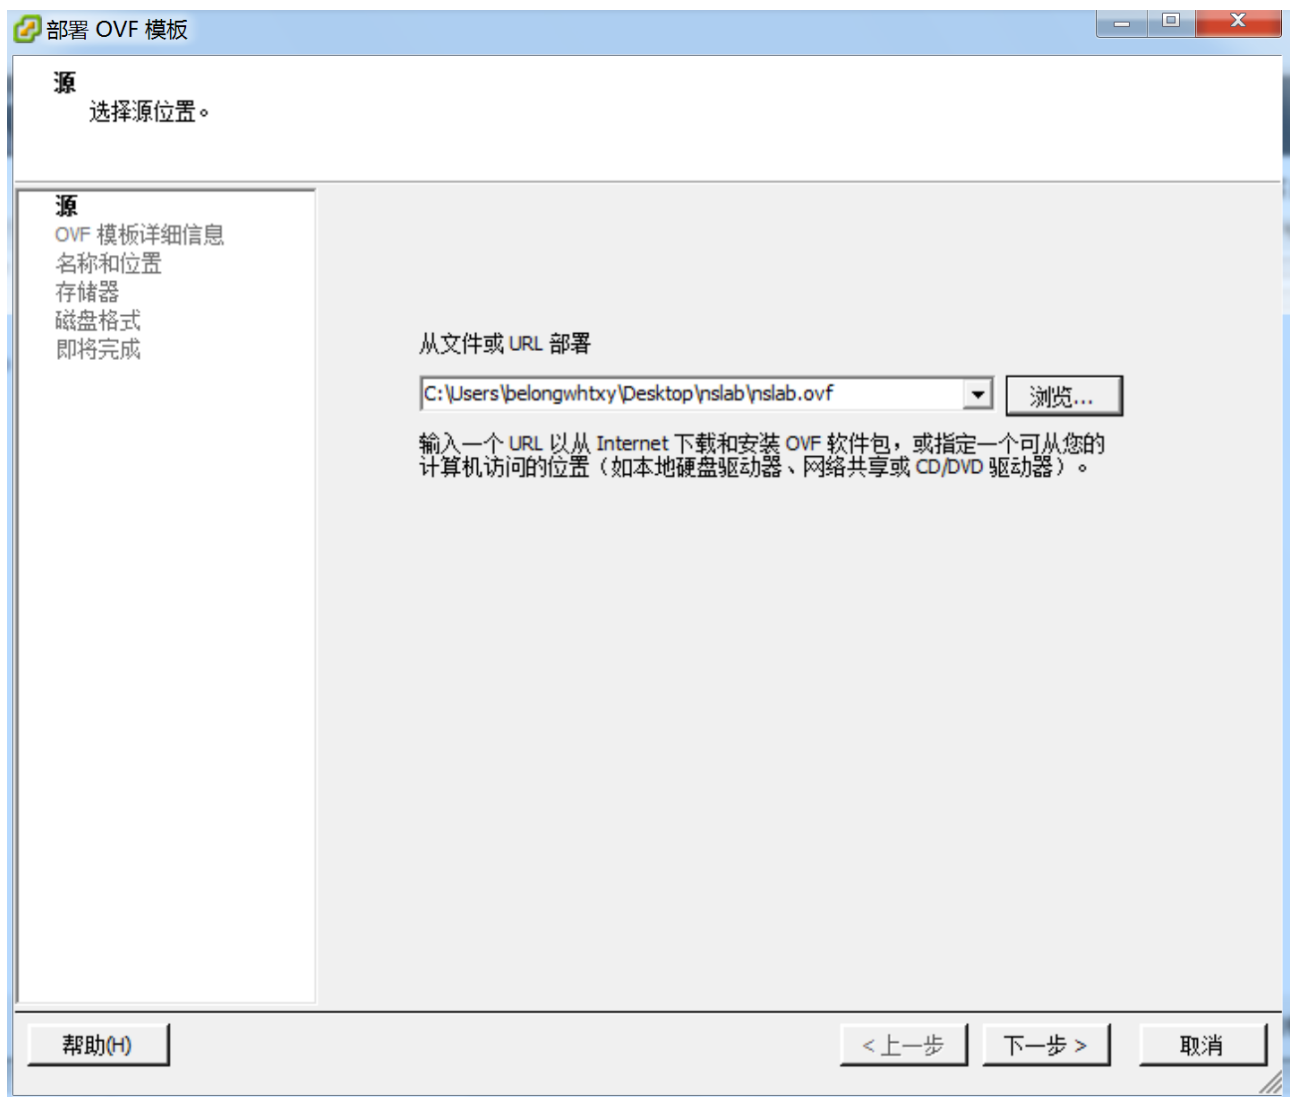 部署 OVF 模板
源
选择源位置。
源
OVF 模板详细信息
名称和位置
存储器
磁盘格式
即将完成
从文件或 URL 部署
C:\Users\belongwhtxy\Desktop\nslab\nslab.ovf
浏览...
输入一个 URL 以从 Internet 下载和安装 OVF 软件包，或指定一个可从您的
计算机访问的位置（如本地硬盘驱动器、网络共享或 CD/DVD 驱动器）。
帮助(H)
<上一步
下一步 >
取消